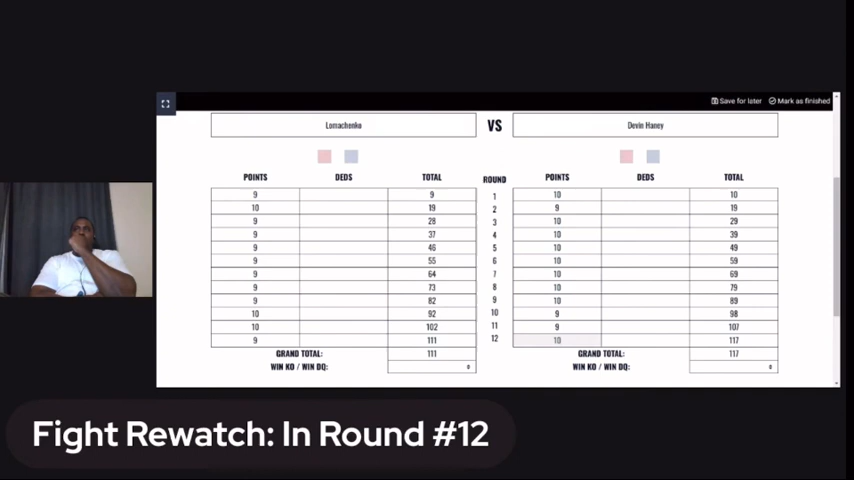 Save for later Mark as finished
Lomachenko VS Devin Haney
POINTS DEDS TOTAL ROUND POINTS DEDS TOTAL
9 9 1 10 10
10 19 2 9 19
9 28 3 10 29
9 37 4 10 39
9 46 5 10 49
9 55 6 10 59
9 64 7 10 69
9 73 8 10 79
9 82 9 10 89
10 92 10 9 98
10 102 11 9 107
9 111 12 10 117
GRAND TOTAL: 111 GRAND TOTAL: 117
WIN KO / WIN DQ: 0 WIN KO / WIN DQ: 0
Fight Rewatch: In Round #12